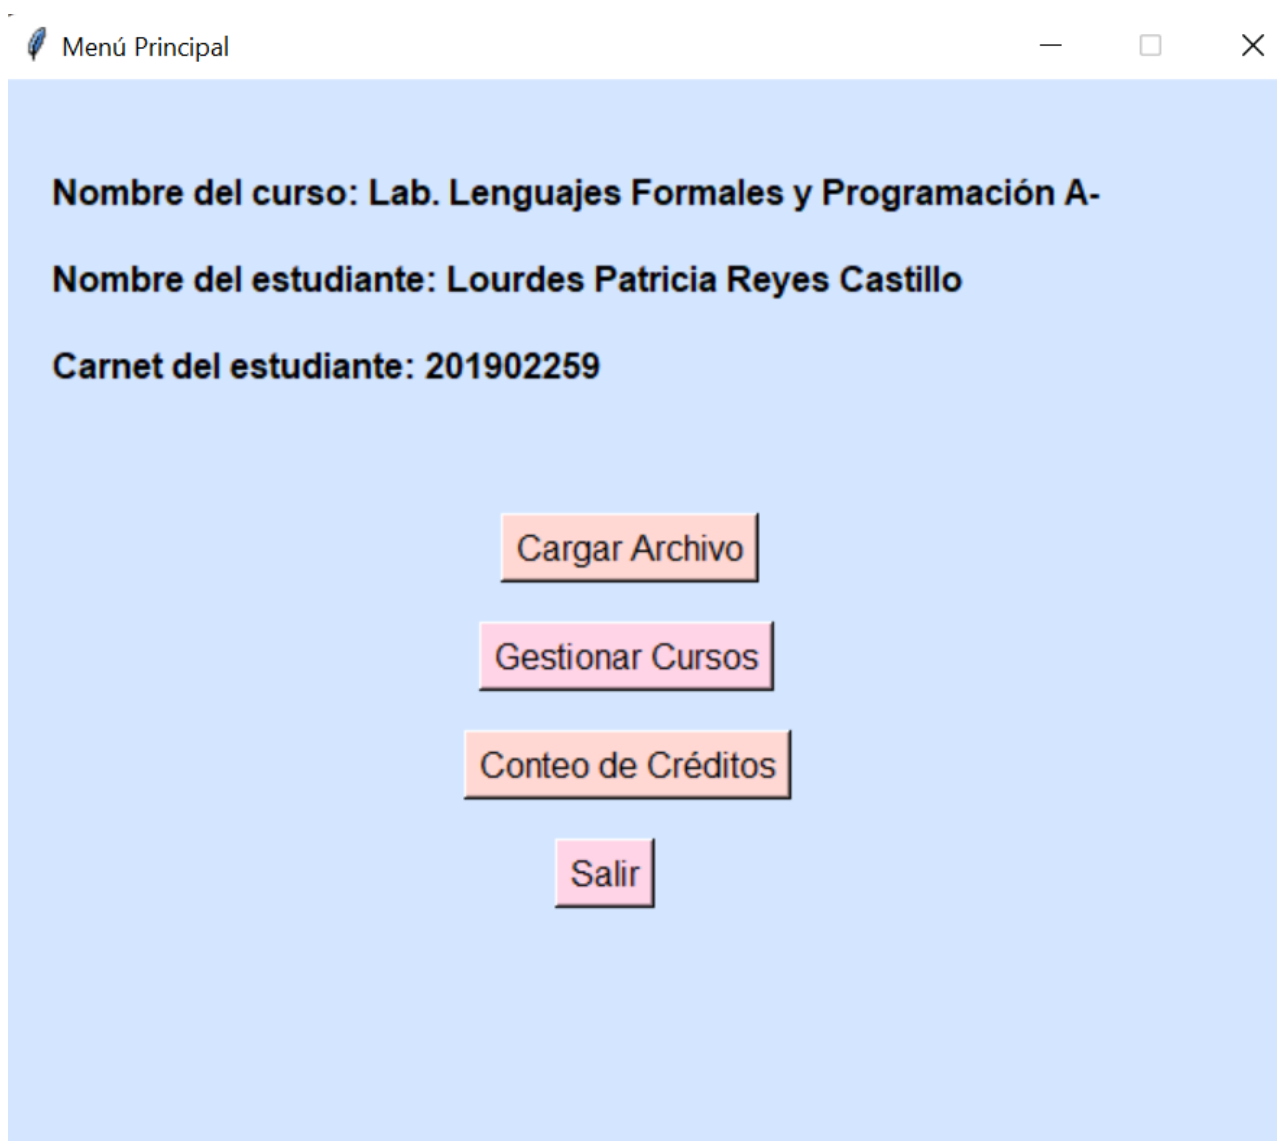 Menú Principal
Nombre del curso: Lab. Lenguajes Formales y Programación A-
Nombre del estudiante: Lourdes Patricia Reyes Castillo
Carnet del estudiante: 201902259
Cargar Archivo
Gestionar Cursos
Conteo de Créditos
Salir